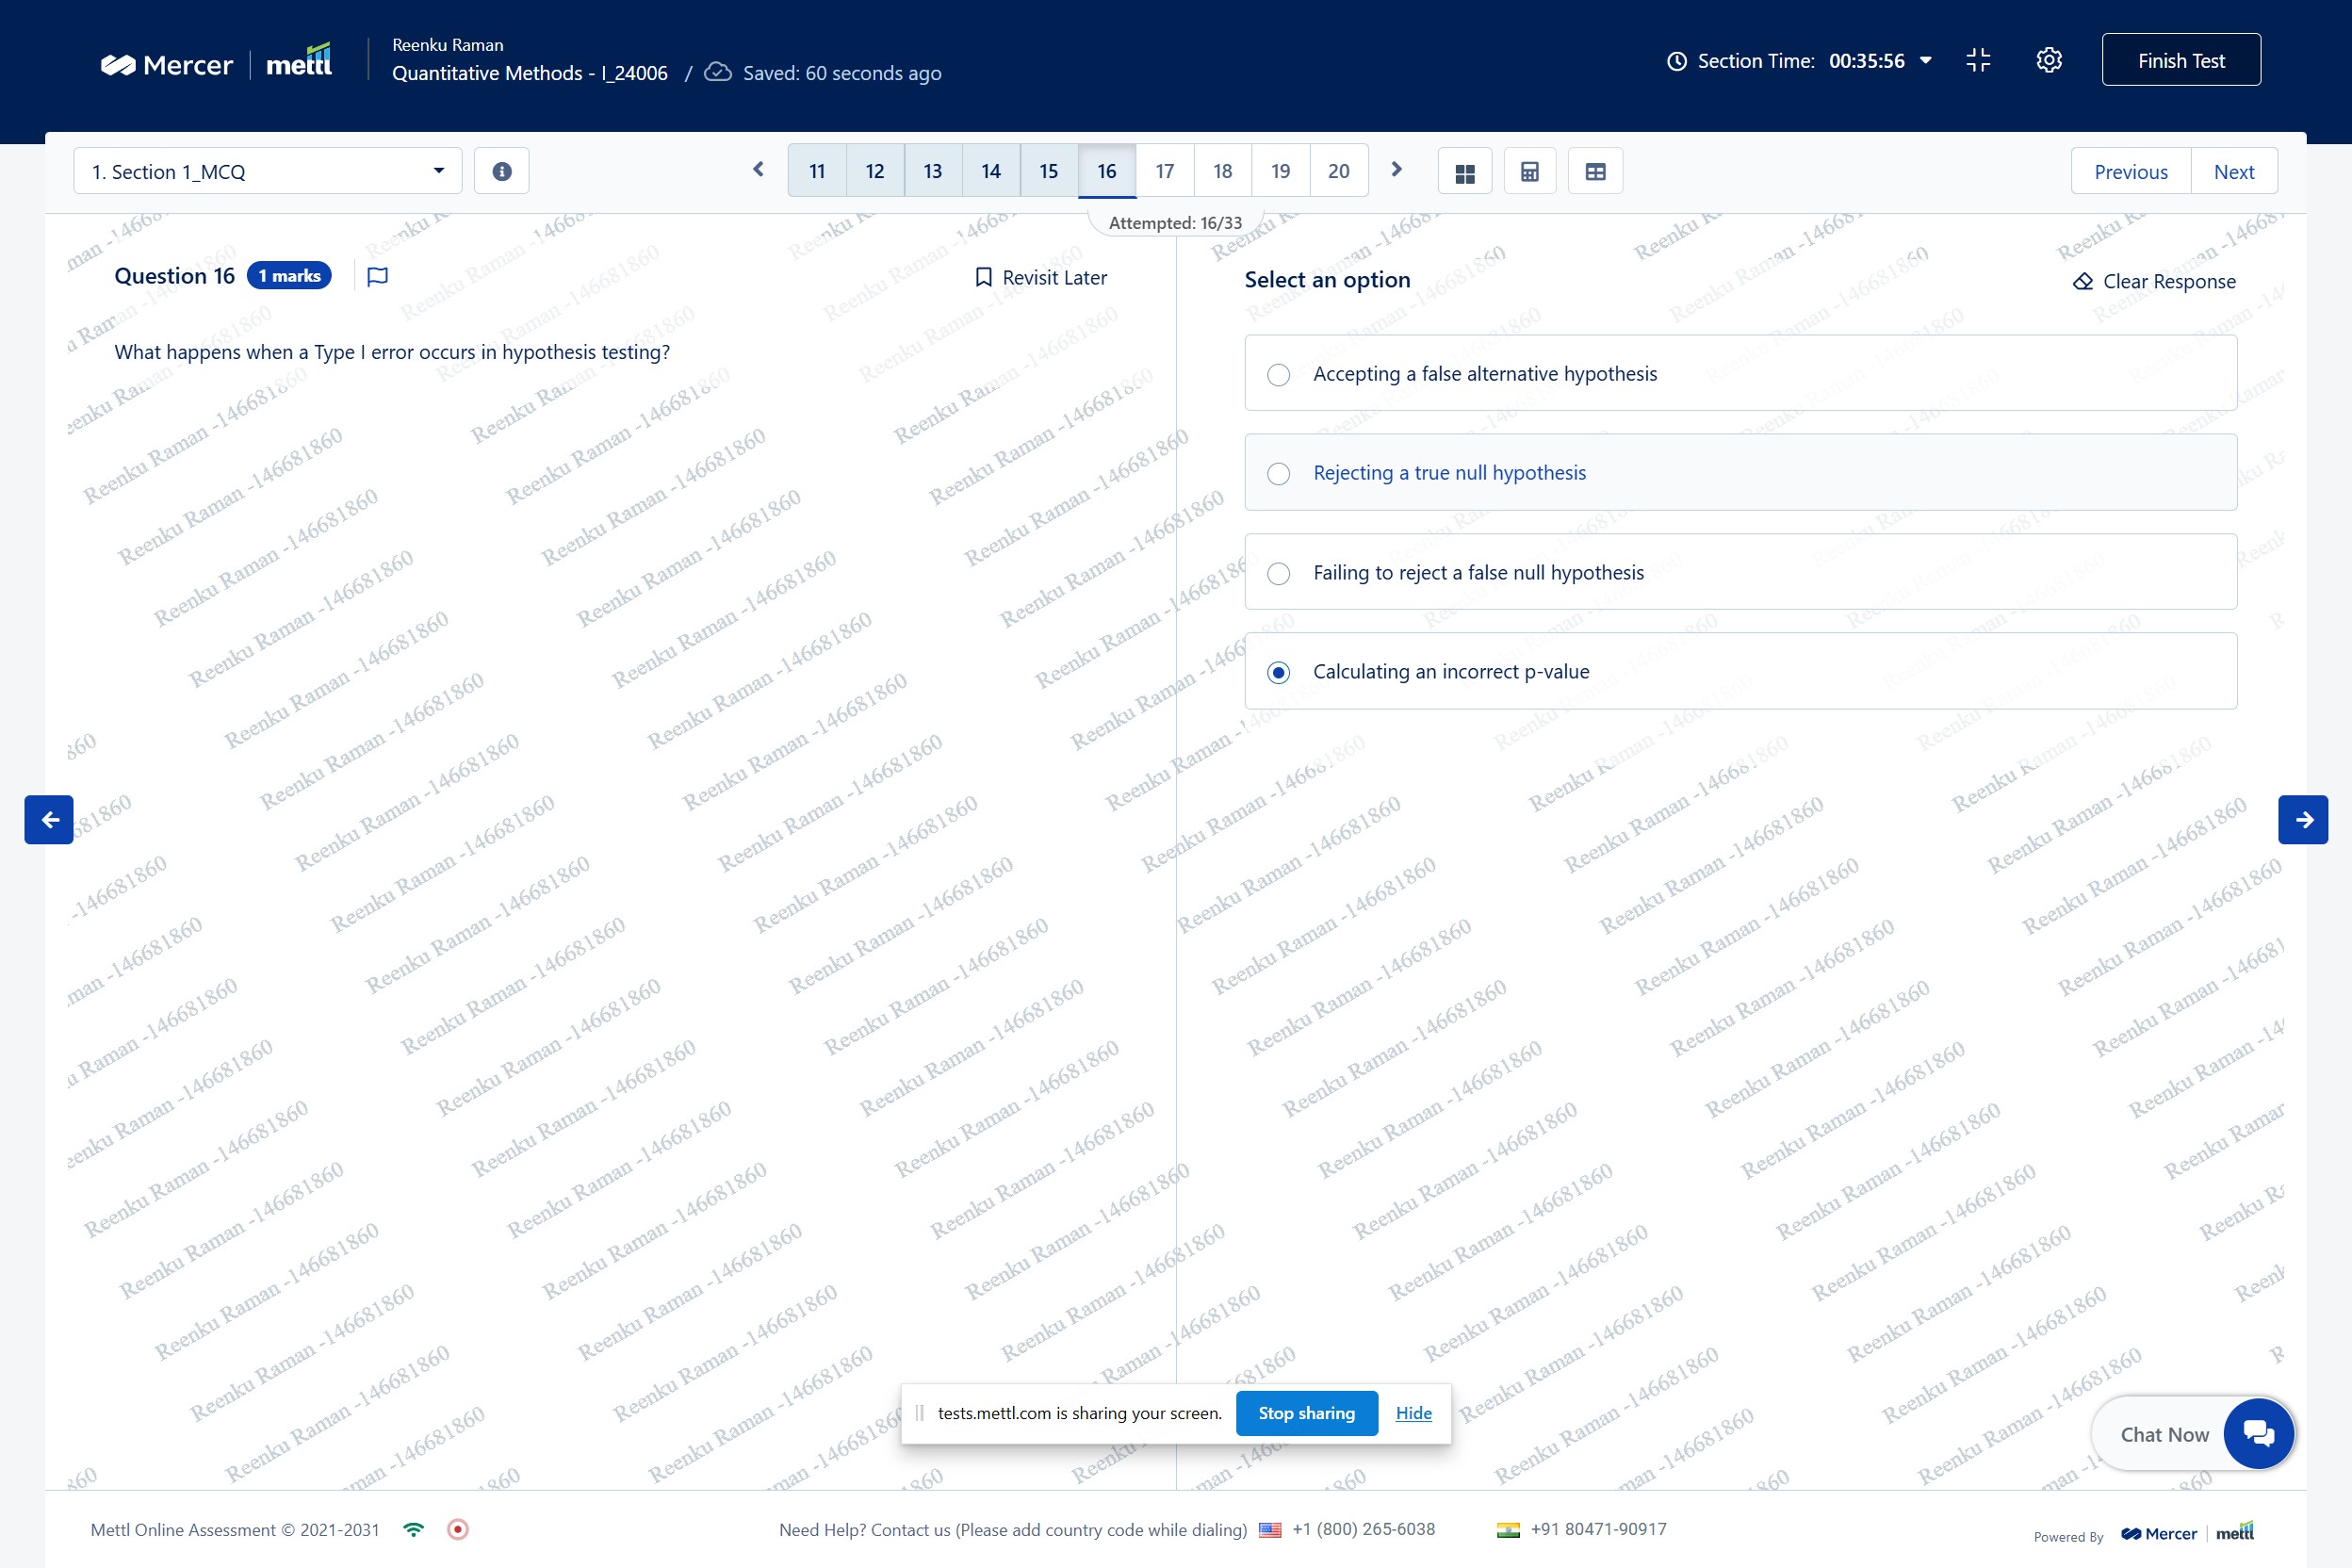 Mercer | mettl
Reenku Raman
Quantitative Methods - I_24006 / Saved: 60 seconds ago
Section Time: 00:35:56
Finish Test
1. Section 1_MCQ
11 12 13 14 15 16 17 18 19 20
Previous Next
Attempted: 16/33
Question 16 1 marks
Revisit Later
What happens when a Type I error occurs in hypothesis testing?
Select an option
Clear Response
Accepting a false alternative hypothesis
Rejecting a true null hypothesis
Failing to reject a false null hypothesis
Calculating an incorrect p-value
Reenku Raman -146681860
tests.mettl.com is sharing your screen. Stop sharing Hide
Chat Now
Mettl Online Assessment © 2021-2031
Need Help? Contact us (Please add country code while dialing) +1 (800) 265-6038 +91 80471-90917
Powered By Mercer | mettl